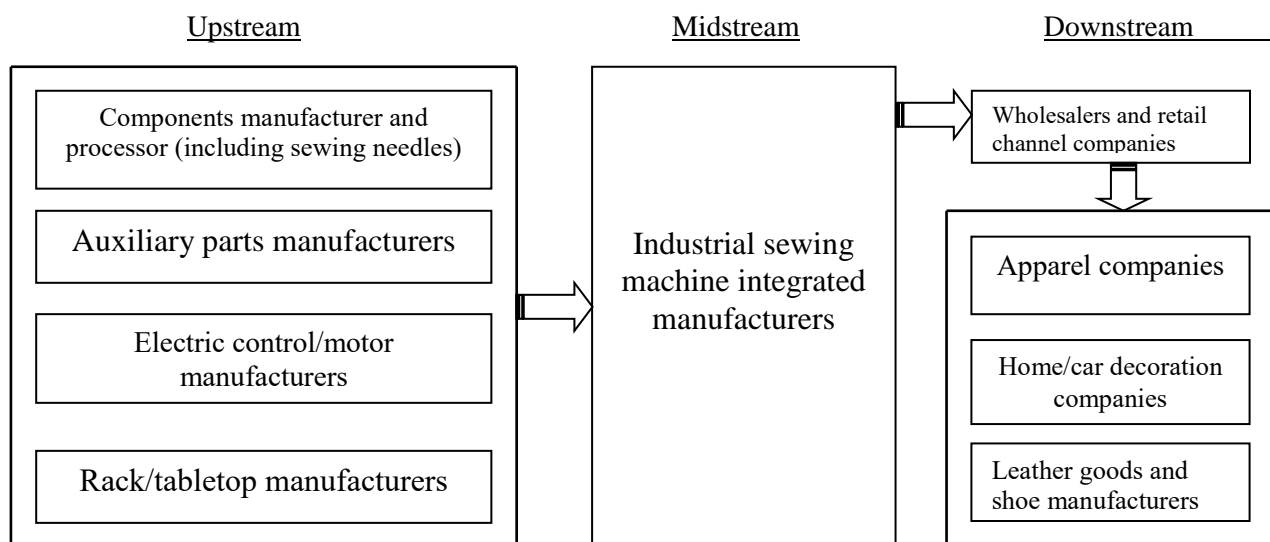 Upstream
Midstream
Downstream
Components manufacturer and
processor (including sewing needles)
Auxiliary parts manufacturers
Electric control/motor
manufacturers
Rack/tabletop manufacturers
Industrial sewing
machine integrated
manufacturers
Wholesalers and retail
channel companies
Apparel companies
Home/car decoration
companies
Leather goods and
shoe manufacturers